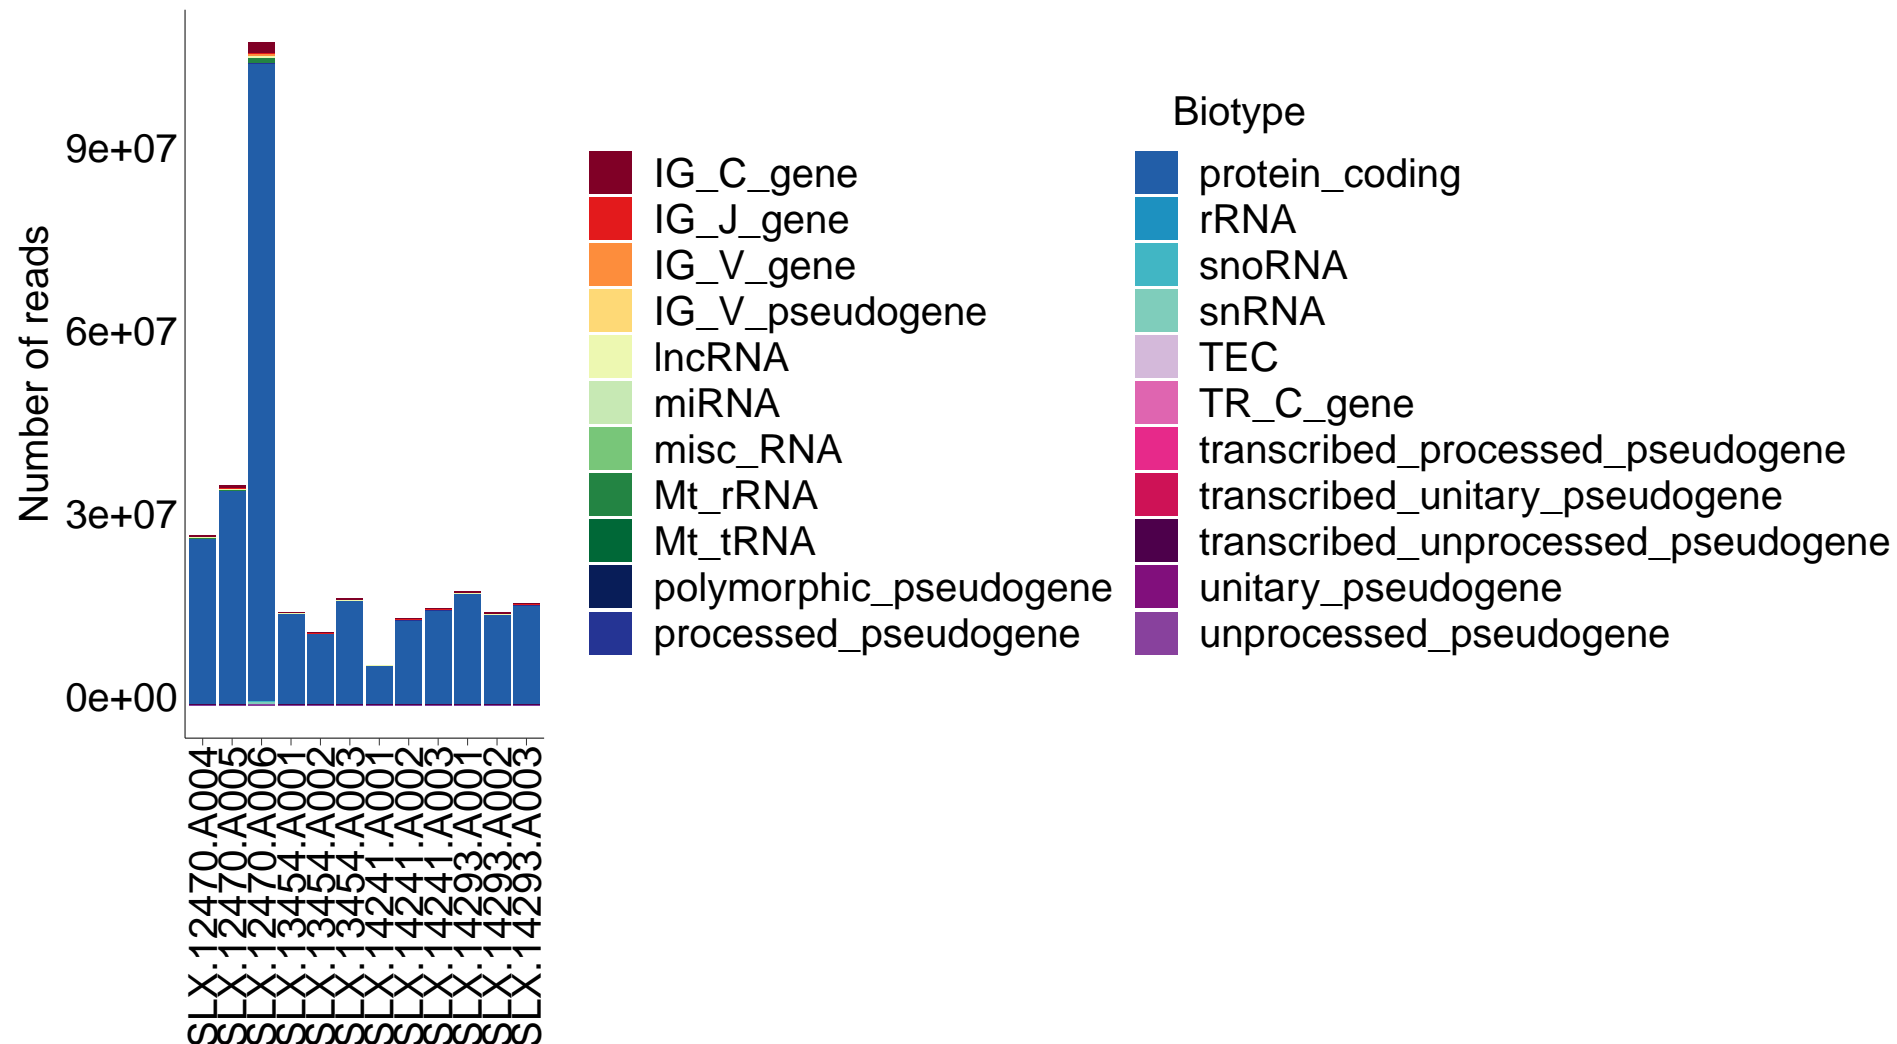 Number of reads
9e+07
6e+07
3e+07
0e+00
SLX.12470.A004
SLX.12470.A005
SLX.12470.A006
SLX.13454.A001
SLX.13454.A002
SLX.13454.A003
SLX.14241.A001
SLX.14241.A002
SLX.14241.A003
SLX.14293.A001
SLX.14293.A002
SLX.14293.A003
Biotype
IG_C_gene
IG_J_gene
IG_V_gene
IG_V_pseudogene
lncRNA
miRNA
misc_RNA
Mt_rRNA
Mt_tRNA
polymorphic_pseudogene
processed_pseudogene
protein_coding
rRNA
snoRNA
snRNA
TEC
TR_C_gene
transcribed_processed_pseudogene
transcribed_unitary_pseudogene
transcribed_unprocessed_pseudogene
unitary_pseudogene
unprocessed_pseudogene